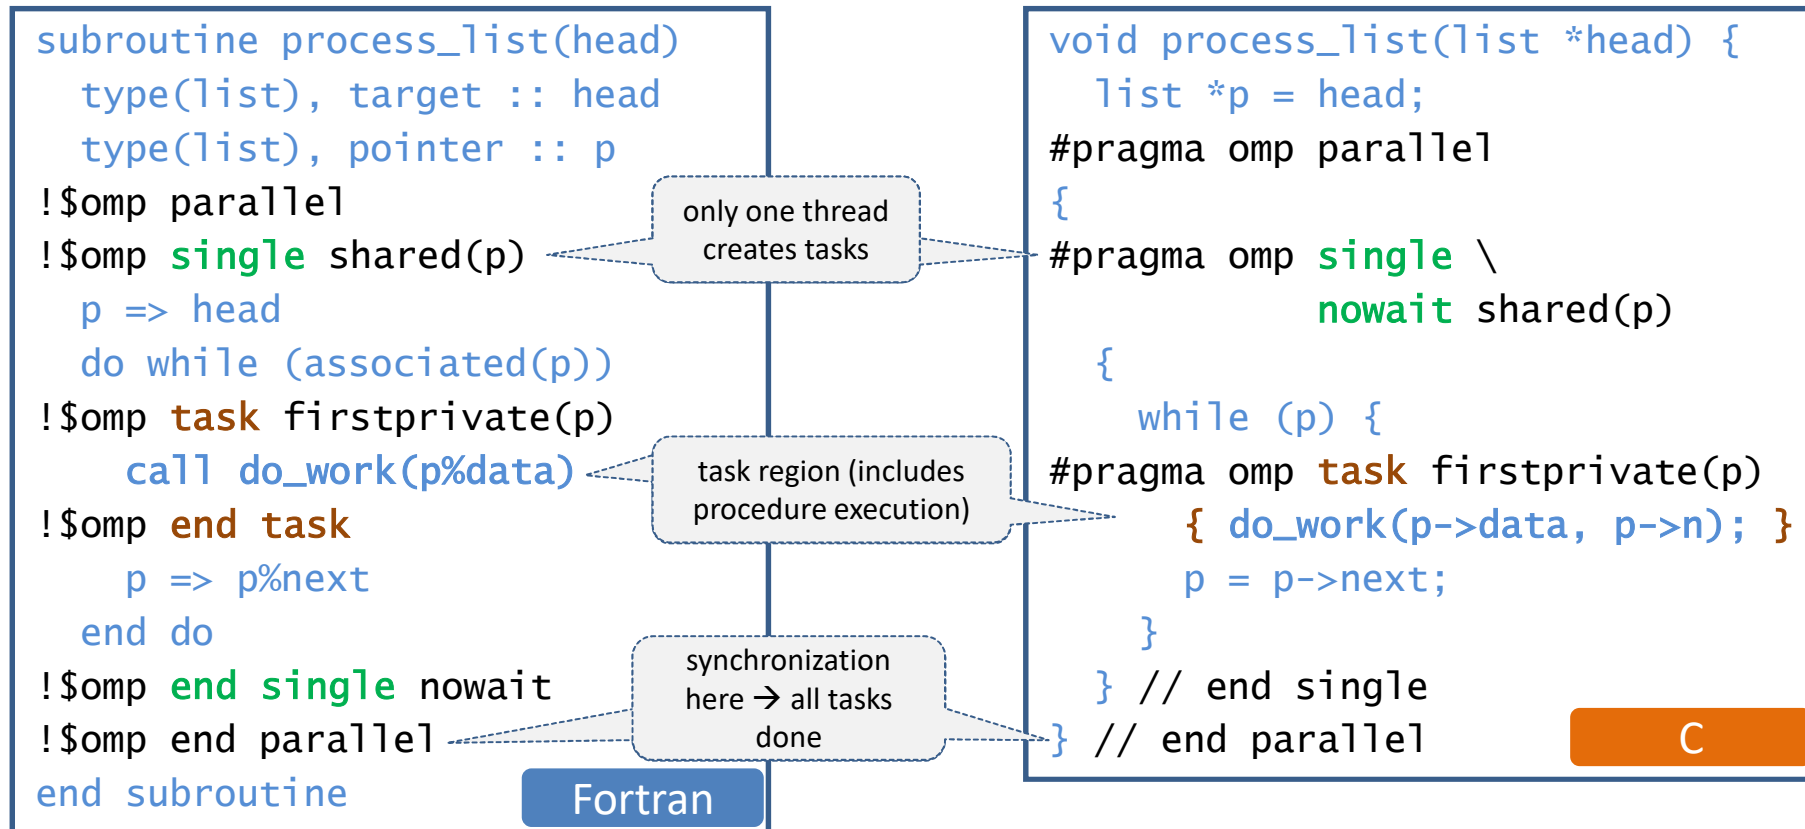 subroutine process_list(head)
type(list), target :: head
type(list), pointer :: p
!$omp parallel
!$omp single shared(p)
p => head
do while (associated(p))
!$omp task firstprivate(p)
call do_work(p%data)
!$omp end task
p => p%next
end do
!$omp end single nowait
!$omp end parallel
end subroutine
Fortran
only one thread
creates tasks
task region (includes
procedure execution)
synchronization
here → all tasks
done
void process_list(list *head) {
list *p = head;
#pragma omp parallel
{
#pragma omp single \
nowait shared(p)
{
while (p) {
#pragma omp task firstprivate(p)
{ do_work(p->data, p->n); }
p = p->next;
}
} // end single
} // end parallel
C